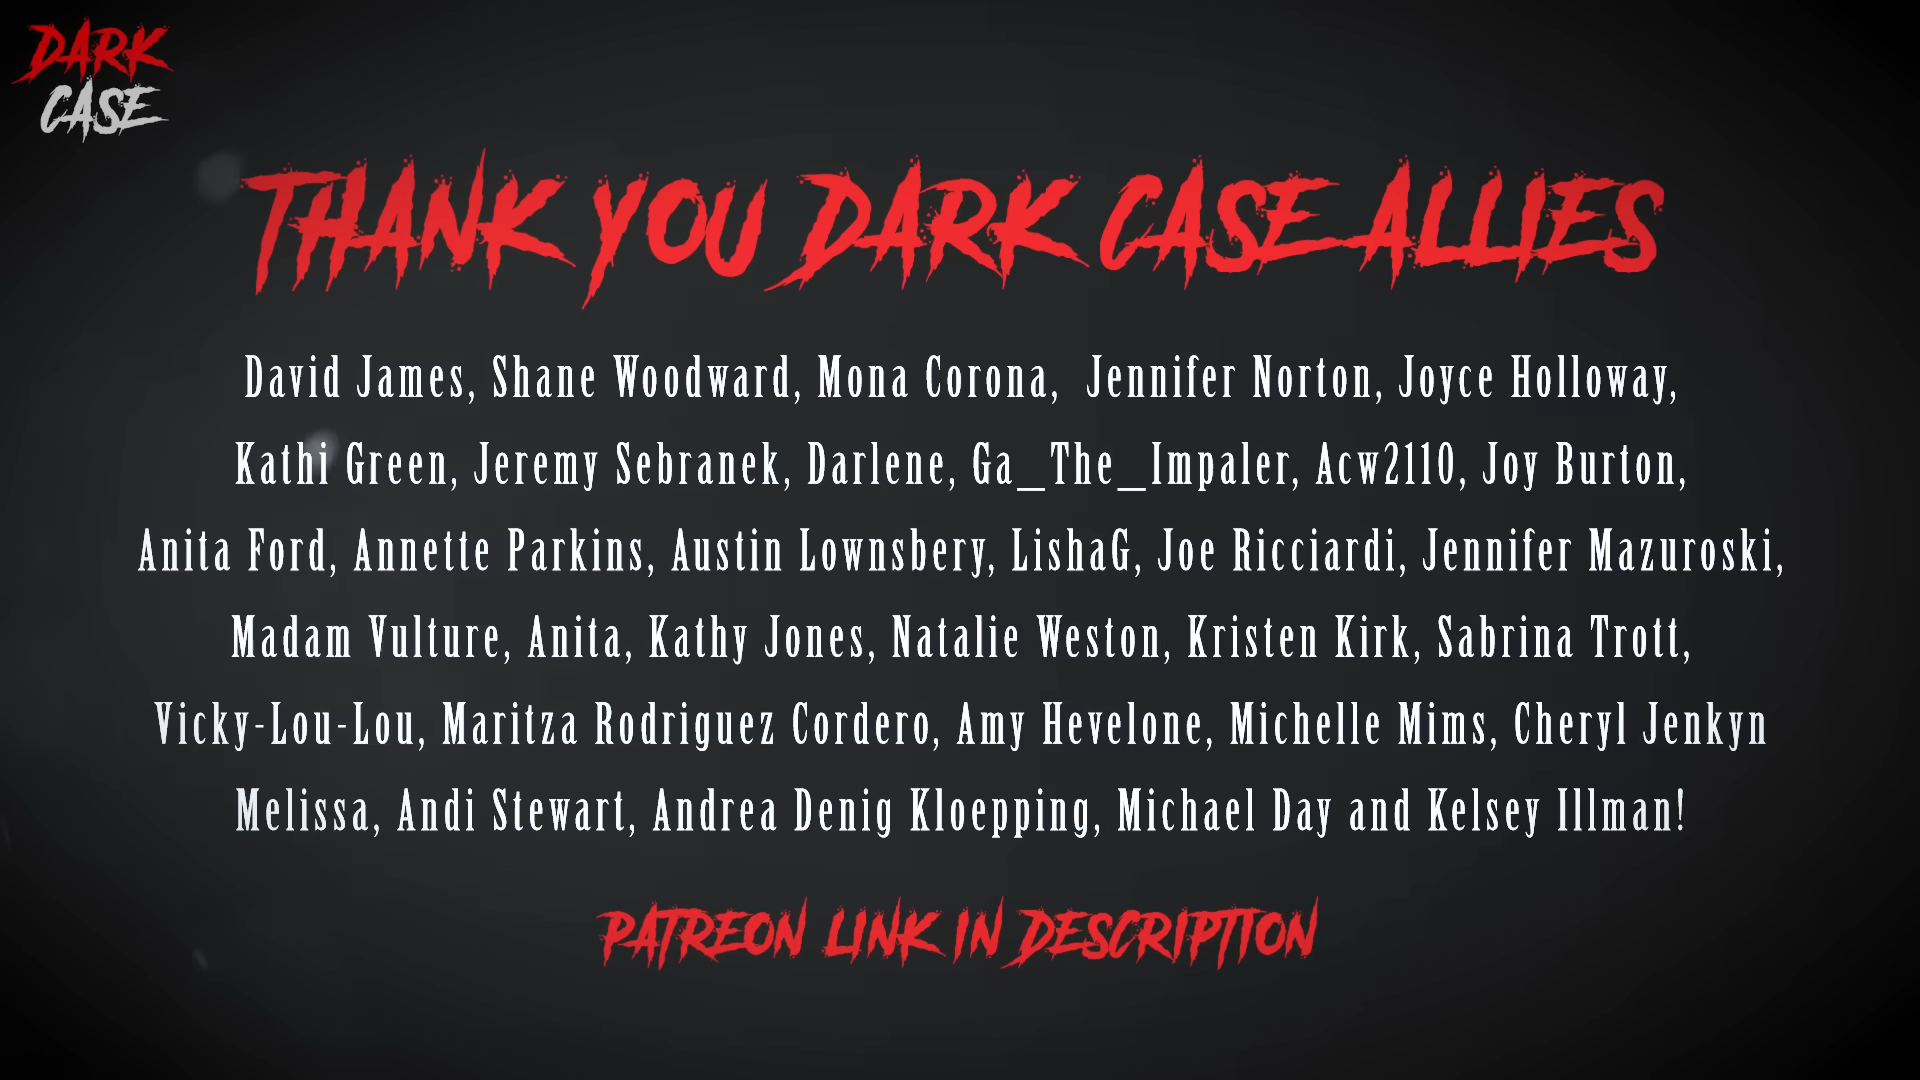 DARK
CASE
THANK YOU DARK CASE ALLIES
David James, Shane Woodward, Mona Corona, Jennifer Norton, Joyce Holloway,
Kathi Green, Jeremy Sebranek, Darlene, Ga_The_Impaler, Acw2110, Joy Burton,
Anita Ford, Annette Parkins, Austin Lownsbery, LishaG, Joe Ricciardi, Jennifer Mazuroski,
Madam Vulture, Anita, Kathy Jones, Natalie Weston, Kristen Kirk, Sabrina Trott,
Vicky-Lou-Lou, Maritza Rodriguez Cordero, Amy Hevelone, Michelle Mims, Cheryl Jenkyn
Melissa, Andi Stewart, Andrea Denig Kloepping, Michael Day and Kelsey Illman!
PATREON LINK IN DESCRIPTION